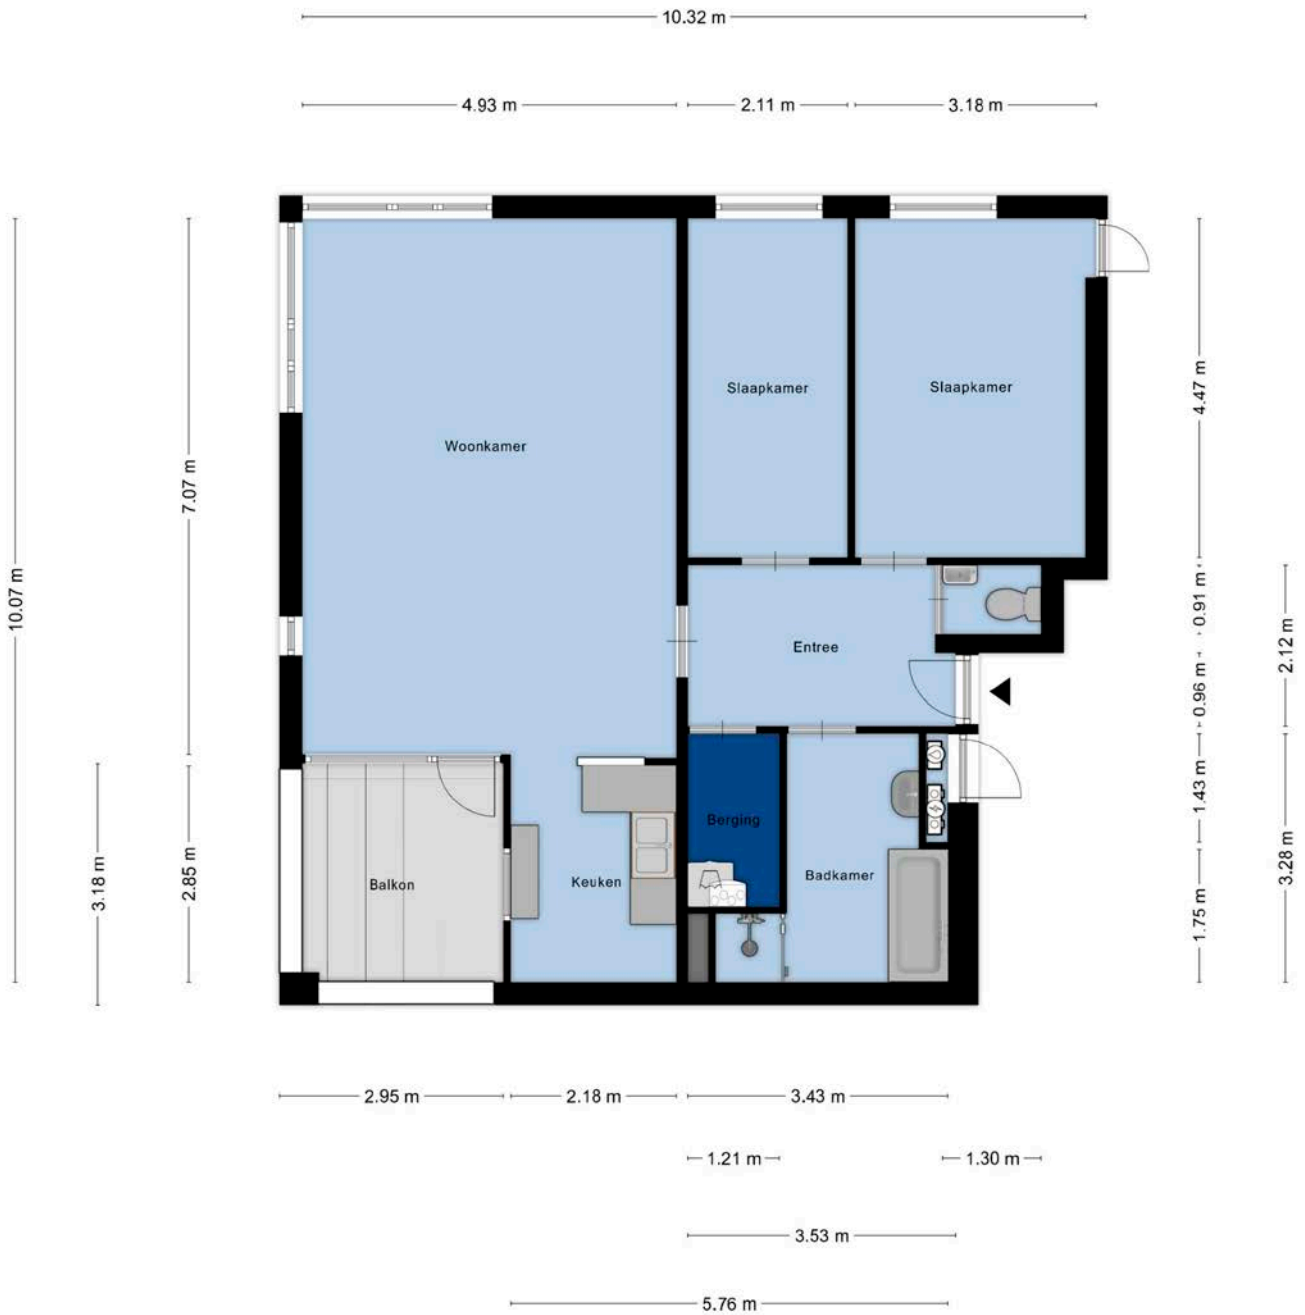 10.32 m
4.93 m
2.11 m
3.18 m
10.07 m
7.07 m
3.18 m
2.85 m
Woonkamer
Slaapkamer
Slaapkamer
Entree
Berging
Badkamer
Keuken
Balkon
4.47 m
0.91 m
0.96 m
1.43 m
1.75 m
2.12 m
3.28 m
2.95 m
2.18 m
3.43 m
1.21 m
1.30 m
3.53 m
5.76 m